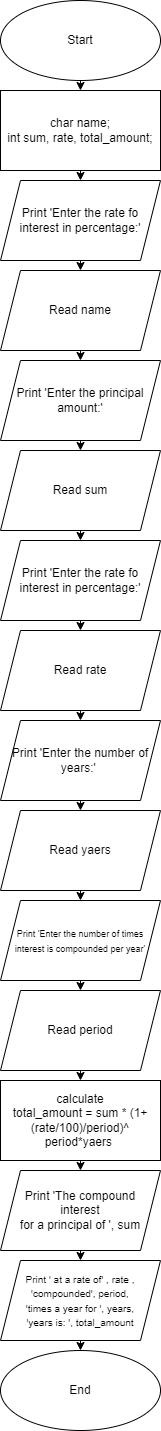 Start
char name;
int sum, rate, total_amount;
Print 'Enter the rate fo
interest in percentage:'
Read name
Print 'Enter the principal
amount:'
Read sum
Print 'Enter the rate fo
interest in percentage:'
Read rate
Print 'Enter the number of
years:'
Read yaers
Print 'Enter the number of times
interest is compounded per year'
Read period
calculate
total_amount = sum * (1+
(rate/100)/period)^
period*yaers
Print 'The compound
interest
for a principal of ', sum
Print ' at a rate of' , rate ,
'compounded', period,
'times a year for ', years,
'years is: ', total_amount
End